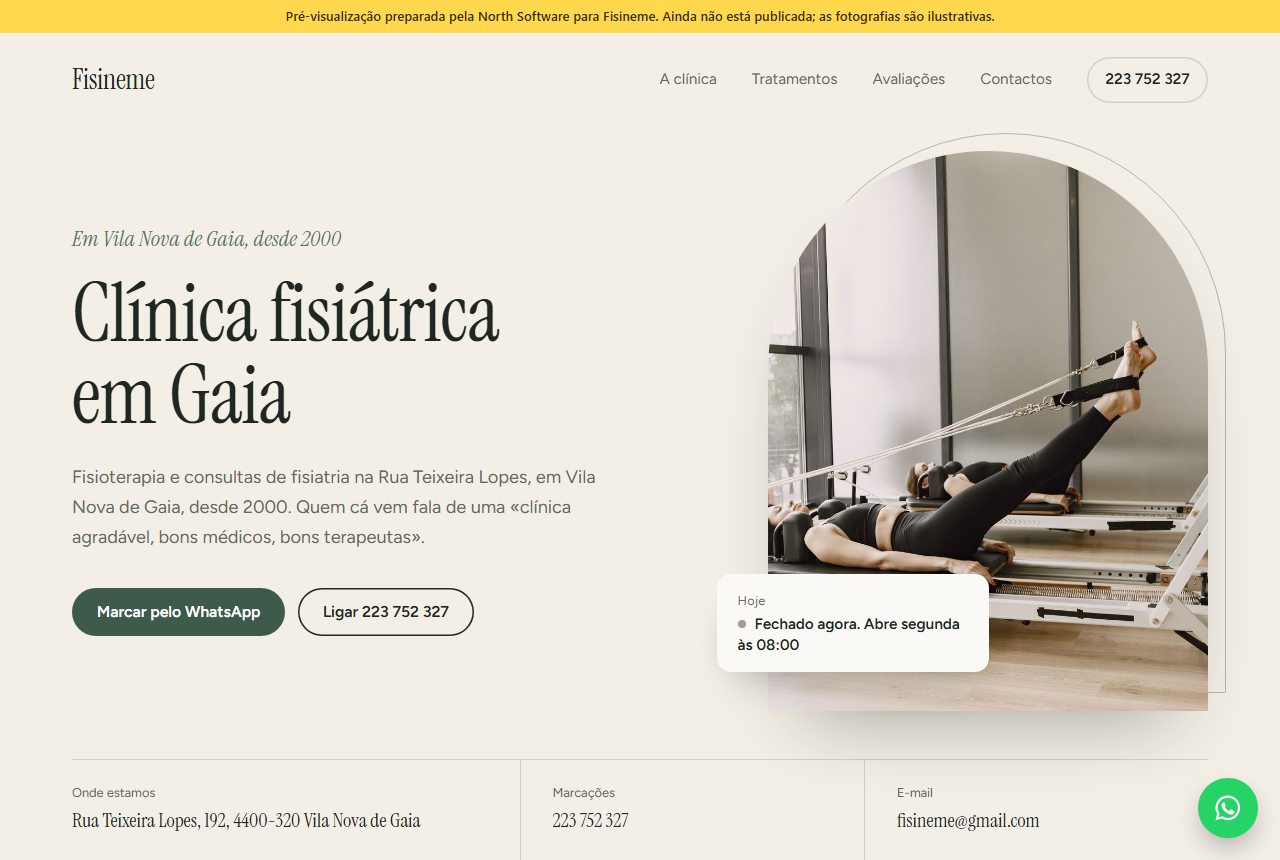 Pré-visualização preparada pela North Software para Fisineme. Ainda não está publicada; as fotografias são ilustrativas.
Fisineme
A clínica
Tratamentos
Avaliações
Contactos
223 752 327
Em Vila Nova de Gaia, desde 2000
Clínica fisiátrica
em Gaia
Fisioterapia e consultas de fisiatria na Rua Teixeira Lopes, em Vila
Nova de Gaia, desde 2000. Quem cá vem fala de uma «clínica
agradável, bons médicos, bons terapeutas».
Marcar pelo WhatsApp
Ligar 223 752 327
Hoje
Fechado agora. Abre segunda
às 08:00
Onde estamos
Rua Teixeira Lopes, 192, 4400-320 Vila Nova de Gaia
Marcações
223 752 327
E-mail
fisineme@gmail.com